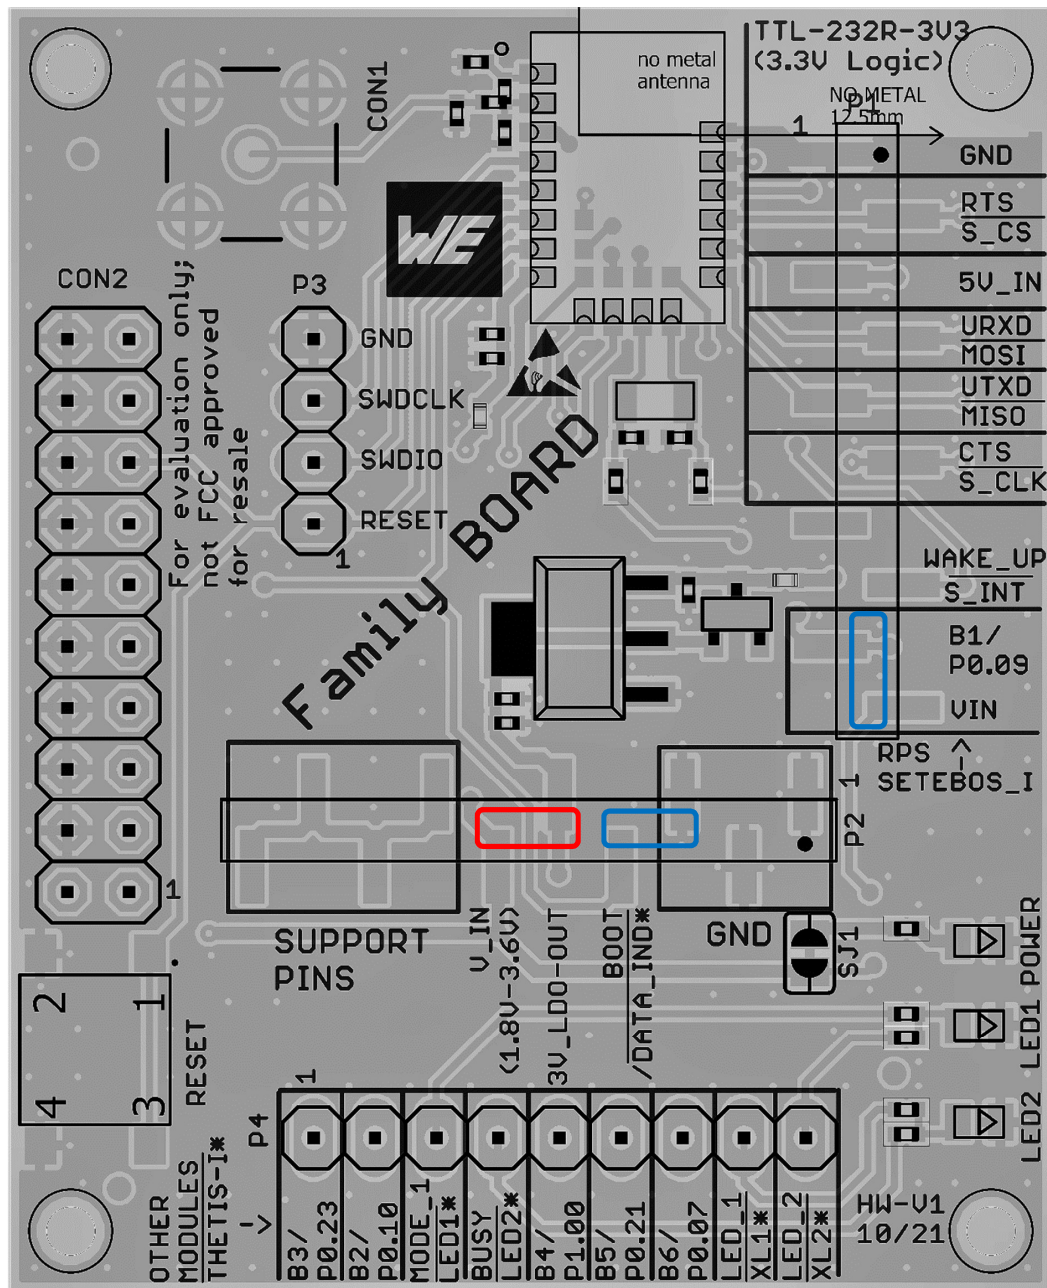 TTL-232R-3V3
(3.3V Logic)
no metal
antenna
NO METAL
12.5mm
P1
1
CON1
GND
RTS
S_CS
WE
5V_IN
CON2
P3
For evaluation only;
not FCC approved
for resale
GND
SWDCLK
SWDIO
RESET
1
URXD
MOSI
UTXD
MISO
CTS
S_CLK
Family BOARD
WAKE_UP
S_INT
B1/
P0.09
VIN
RPS
SETEBOS_I
1
P2
1
SUPPORT
PINS
V_IN
(1.8V-3.6V)
3V_LDO-OUT
BOOT
/DATA_IND*
GND
SJ1
POWER
LED1
LED2
2
1
4
3
RESET
1
P4
OTHER
MODULES
THETIS-I*
B3/
P0.23
B2/
P0.10
MODE_1
LED1*
BUSY
LED2*
B4/
P1.00
B5/
P0.21
B6/
P0.07
LED_1
XL1*
LED_2
XL2*
HW-V1
10/21